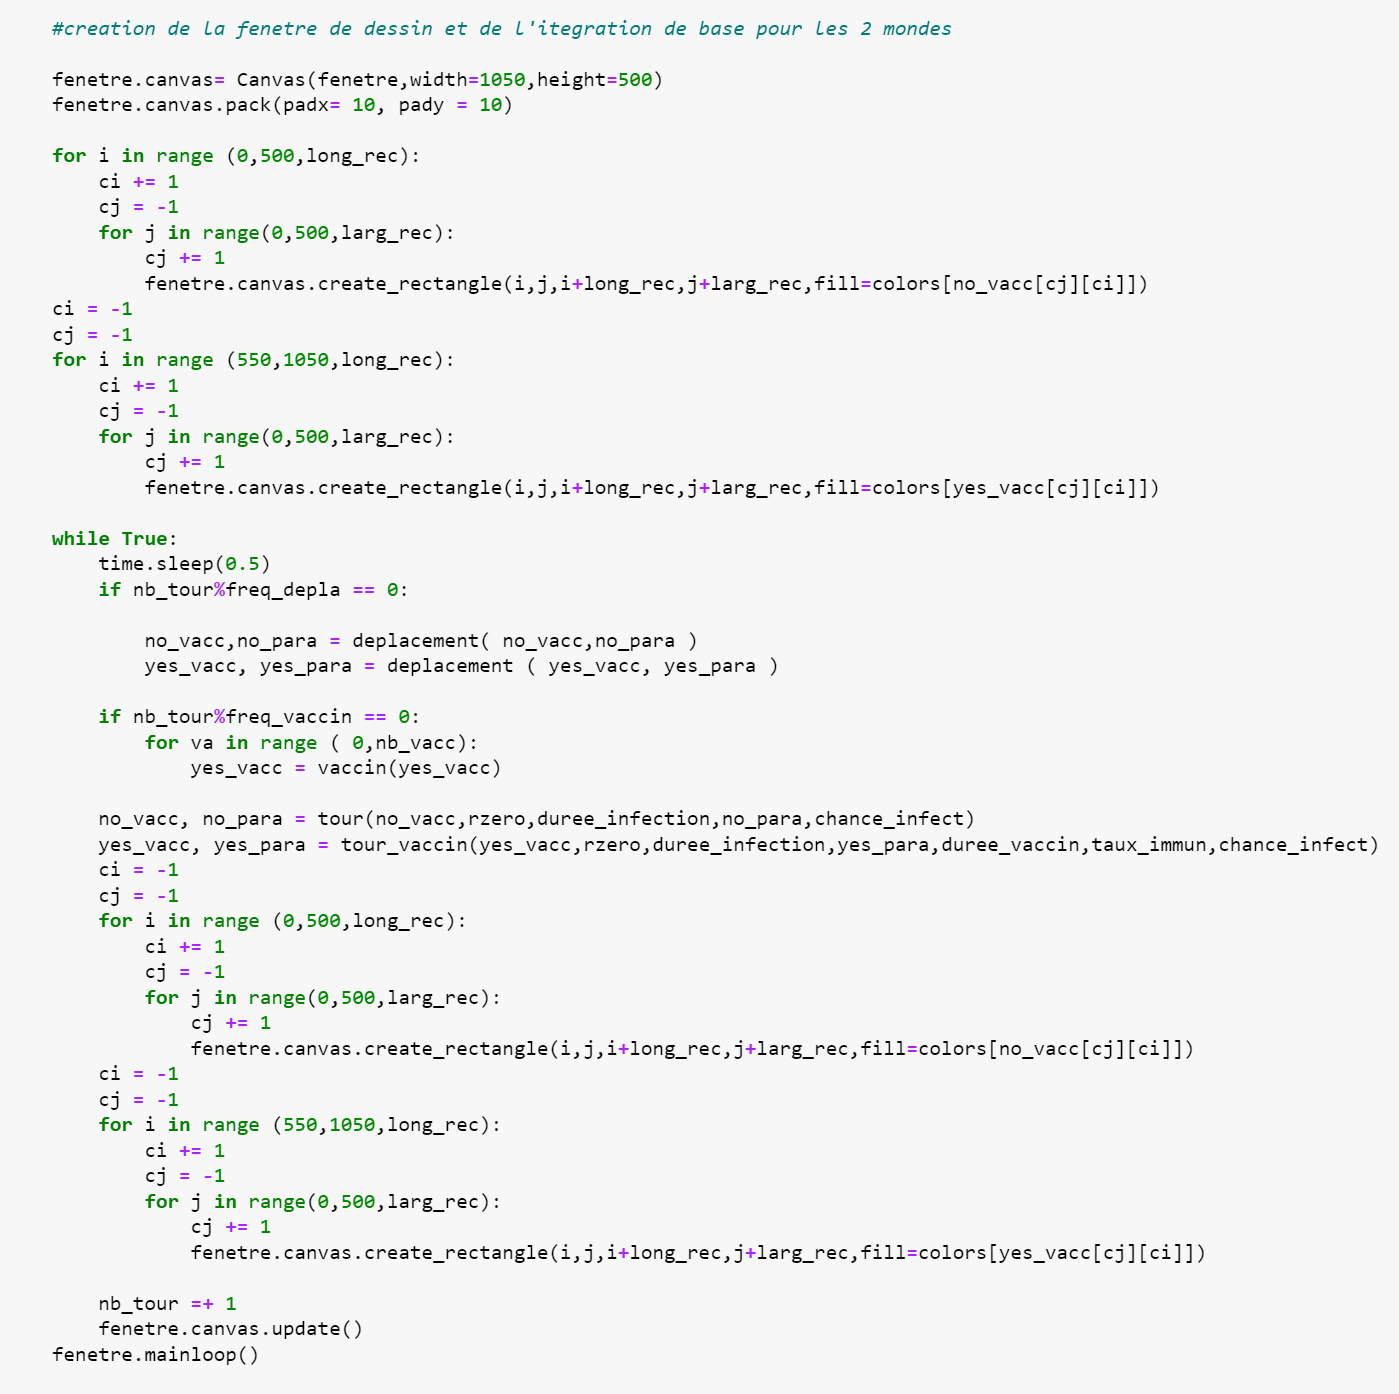 #creation de la fenetre de dessin et de l'itegration de base pour les 2 mondes

fenetre.canvas= Canvas(fenetre,width=1050,height=500)
fenetre.canvas.pack(padx= 10, pady = 10)

for i in range (0,500,long_rec):
    ci += 1
    cj = -1
    for j in range(0,500,larg_rec):
        cj += 1
        fenetre.canvas.create_rectangle(i,j,i+long_rec,j+larg_rec,fill=colors[no_vacc[cj][ci]])
ci = -1
cj = -1
for i in range (550,1050,long_rec):
    ci += 1
    cj = -1
    for j in range(0,500,larg_rec):
        cj += 1
        fenetre.canvas.create_rectangle(i,j,i+long_rec,j+larg_rec,fill=colors[yes_vacc[cj][ci]])

while True:
    time.sleep(0.5)
    if nb_tour%freq_depla == 0:

        no_vacc,no_para = deplacement( no_vacc,no_para )
        yes_vacc, yes_para = deplacement ( yes_vacc, yes_para )

    if nb_tour%freq_vaccin == 0:
        for va in range ( 0,nb_vacc):
            yes_vacc = vaccin(yes_vacc)

    no_vacc, no_para = tour(no_vacc,rzero,duree_infection,no_para,chance_infect)
    yes_vacc, yes_para = tour_vaccin(yes_vacc,rzero,duree_infection,yes_para,duree_vaccin,taux_immun,chance_infect)
    ci = -1
    cj = -1
    for i in range (0,500,long_rec):
        ci += 1
        cj = -1
        for j in range(0,500,larg_rec):
            cj += 1
            fenetre.canvas.create_rectangle(i,j,i+long_rec,j+larg_rec,fill=colors[no_vacc[cj][ci]])
    ci = -1
    cj = -1
    for i in range (550,1050,long_rec):
        ci += 1
        cj = -1
        for j in range(0,500,larg_rec):
            cj += 1
            fenetre.canvas.create_rectangle(i,j,i+long_rec,j+larg_rec,fill=colors[yes_vacc[cj][ci]])

    nb_tour =+ 1
    fenetre.canvas.update()
fenetre.mainloop()